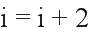 i = i + 2